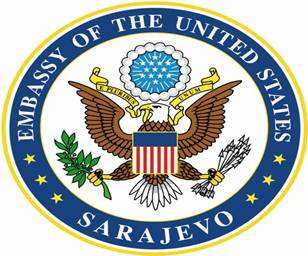 EMBASSY OF THE UNITED STATES
E PLURIBUS UNUM
SARAJEVO